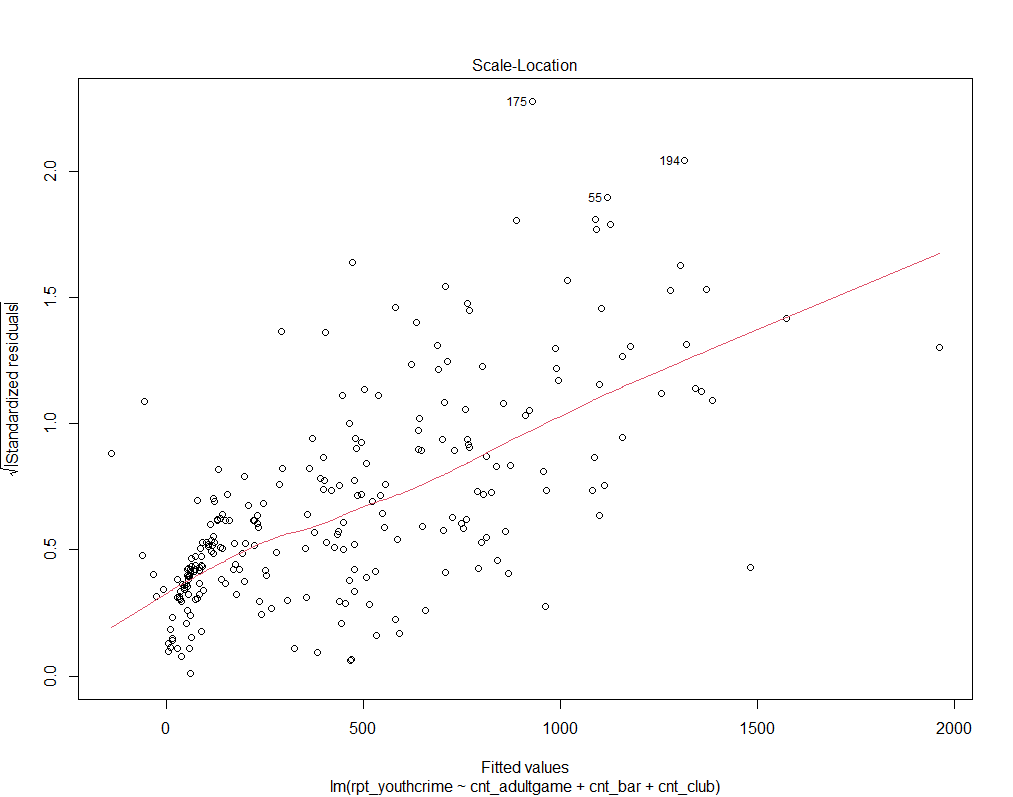 Scale-Location
175
194
55
√|Standardized residuals|
2.0
1.5
1.0
0.5
0.0
0 500 1000 1500 2000
Fitted values
lm(rpt_youthcrime ~ cnt_adultgame + cnt_bar + cnt_club)